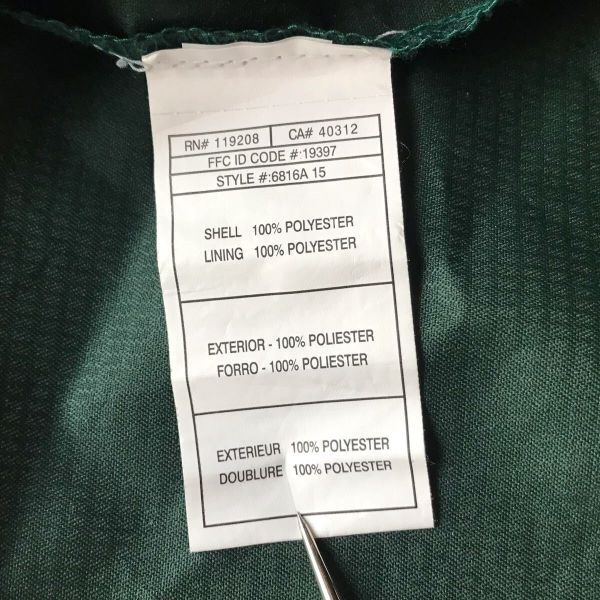 RN# 119208 CA# 40312
FFC ID CODE #:19397
STYLE #:6816A 15
SHELL 100% POLYESTER
LINING 100% POLYESTER
EXTERIOR - 100% POLIESTER
FORRO - 100% POLIESTER
EXTERIEUR 100% POLYESTER
DOUBLURE 100% POLYESTER